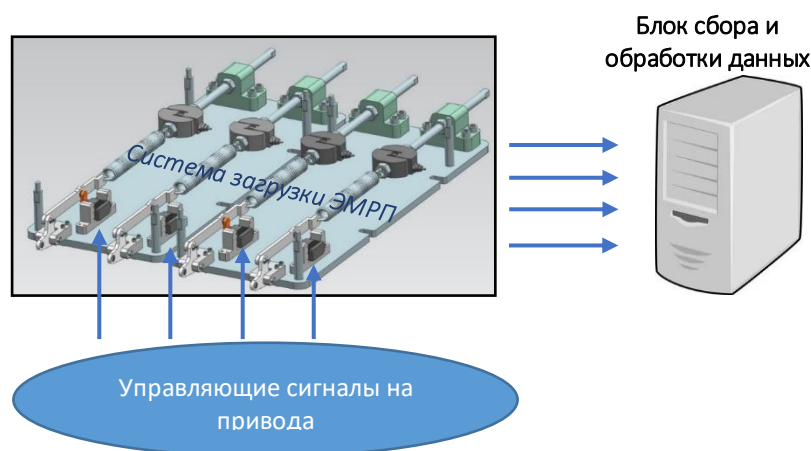 Блок сбора и
обработки данных
Система загрузки ЭМРП
Управляющие сигналы на
привода